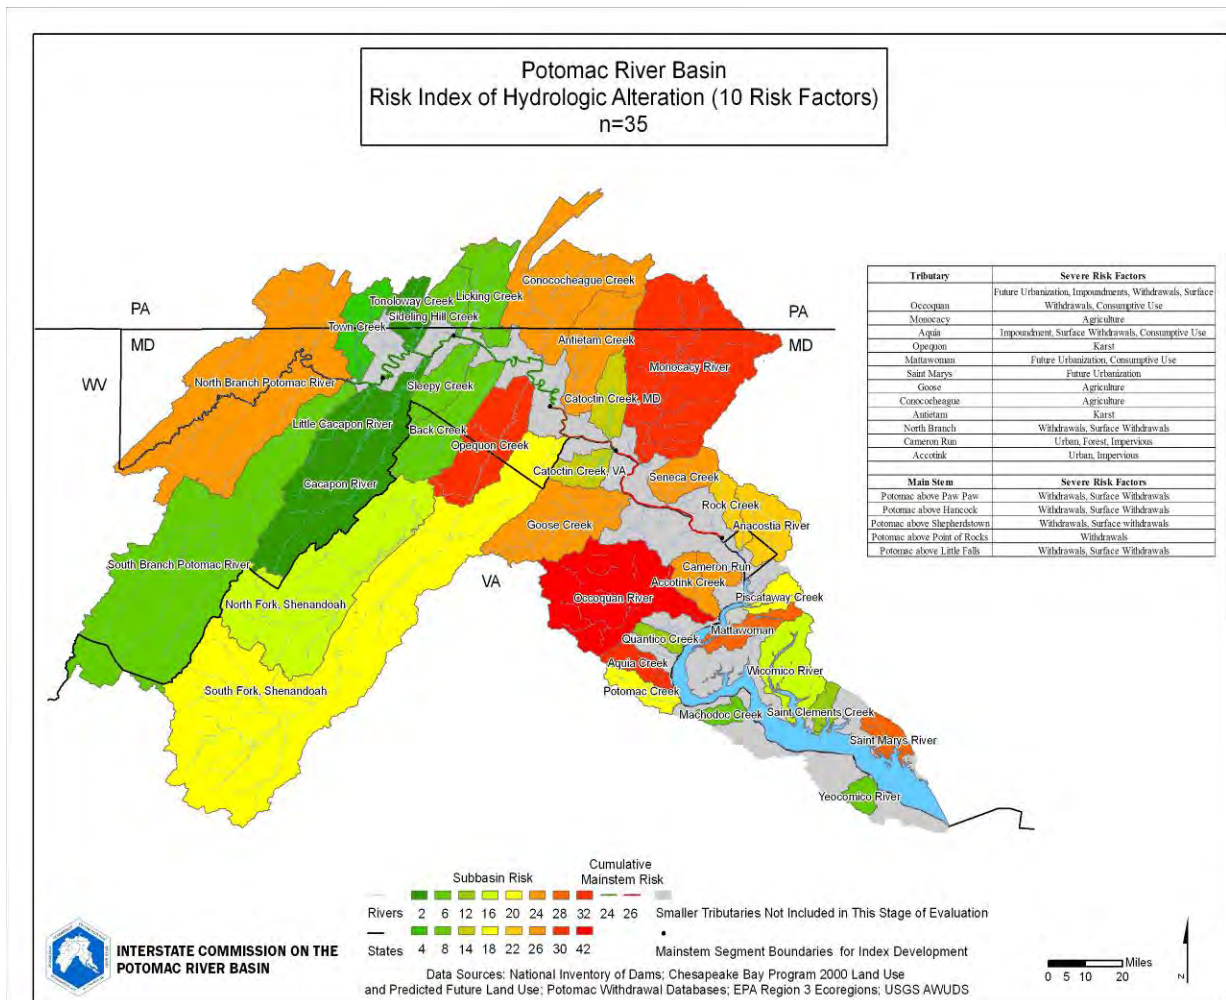 Potomac River Basin
Risk Index of Hydrologic Alteration (10 Risk Factors)
n=35
PA
MD
WV
PA
MD
VA
Conococheague Creek
Licking Creek
Tonoloway Creek
Sideling Hill Creek
Town Creek
Antietam Creek
Monocacy River
North Branch Potomac River
Sleepy Creek
Catoctin Creek, MD
Little Cacapon River
Back Creek
Opequon Creek
Catoctin Creek, VA
Seneca Creek
Cacapon River
Rock Creek
Goose Creek
Anacostia River
South Branch Potomac River
Cameron Run
Accotink Creek
North Fork, Shenandoah
Occoquan River
Piscataway Creek
Quantico Creek
Mattawoman
Aquia Creek
Wicomico River
South Fork, Shenandoah
Potomac Creek
Machodoc Creek
Saint Clements Creek
Saint Marys River
Yeocomico River
Tributary Severe Risk Factors
Future Urbanization, Impoundments, Withdrawals, Surface
Occoquan Withdrawals, Consumptive Use
Monocacy Agriculture
Aquia Impoundment, Surface Withdrawals, Consumptive Use
Opequon Karst
Mattawoman Future Urbanization, Consumptive Use
Saint Marys Future Urbanization
Goose Agriculture
Conococheague Agriculture
Antietam Karst
North Branch Withdrawals, Surface Withdrawals
Cameron Run Urban, Forest, Impervious
Accotink Urban, Impervious
Main Stem Severe Risk Factors
Potomac above Paw Paw Withdrawals, Surface Withdrawals
Potomac above Hancock Withdrawals, Surface Withdrawals
Potomac above Shepherdstown Withdrawals, Surface withdrawals
Potomac above Point of Rocks Withdrawals
Potomac above Little Falls Withdrawals, Surface Withdrawals
Subbasin Risk
Cumulative
Mainstem Risk
Rivers 2 6 12 16 20 24 28 32 24 26 Smaller Tributaries Not Included in This Stage of Evaluation
States 4 8 14 18 22 26 30 42 Mainstem Segment Boundaries for Index Development
INTERSTATE COMMISSION ON THE
POTOMAC RIVER BASIN
Data Sources: National Inventory of Dams; Chesapeake Bay Program 2000 Land Use
and Predicted Future Land Use; Potomac Withdrawal Databases; EPA Region 3 Ecoregions; USGS AWUDS
Miles
0 5 10 20
N